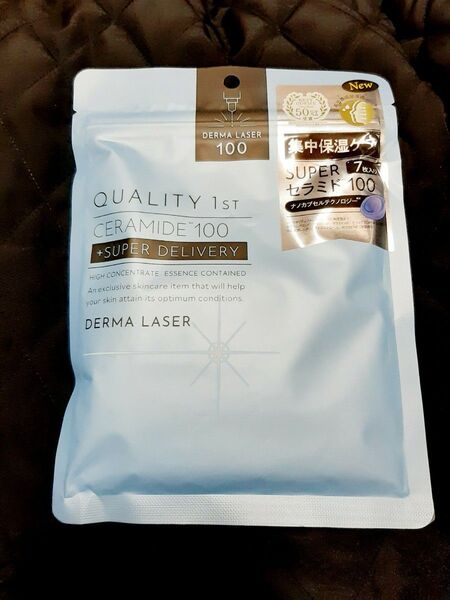 DERMA LASER
100
New
50冠
集中保湿ケア
SUPER 7枚入り
セラミド 100
ナノカプセルテクノロジー
QUALITY 1ST
CERAMIDE 100
+SUPER DELIVERY
HIGH CONCENTRATE ESSENCE CONTAINED
An exclusive skincare item that will help
your skin attain its optimum conditions.
DERMA LASER